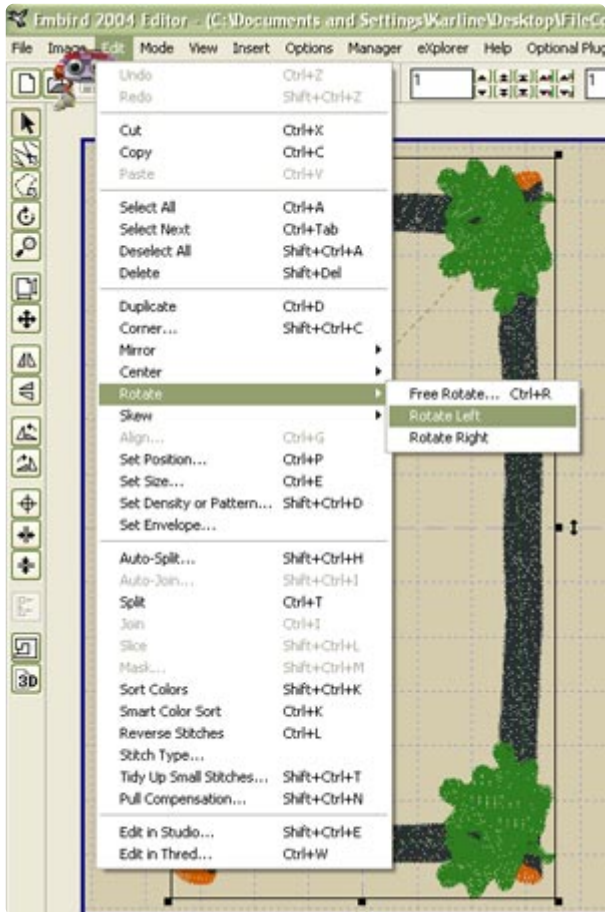 Embird 2004 Editor - (C:\Documents and Settings\Karline\Desktop\FileCo
File Image Edit Mode View Insert Options Manager eXplorer Help Optional Plug
1 1
Undo Ctrl+Z
Redo Shift+Ctrl+Z
Cut Ctrl+X
Copy Ctrl+C
Paste Ctrl+V
Select All Ctrl+A
Select Next Ctrl+Tab
Deselect All Shift+Ctrl+A
Delete Shift+Del
Duplicate Ctrl+D
Corner... Shift+Ctrl+C
Mirror
Center
Rotate Free Rotate... Ctrl+R
Skew Rotate Left
Align... Ctrl+G Rotate Right
Set Position... Ctrl+P
Set Size... Ctrl+E
Set Density or Pattern... Shift+Ctrl+D
Set Envelope...
Auto-Split... Shift+Ctrl+H
Auto-Join... Shift+Ctrl+I
Split Ctrl+T
Join Ctrl+I
Slice Shift+Ctrl+L
Mask... Shift+Ctrl+M
Sort Colors Shift+Ctrl+K
Smart Color Sort Ctrl+K
Reverse Stitches Ctrl+L
Stitch Type...
Tidy Up Small Stitches... Shift+Ctrl+T
Pull Compensation... Shift+Ctrl+N
3D
Edit in Studio... Shift+Ctrl+E
Edit in Thred... Ctrl+W